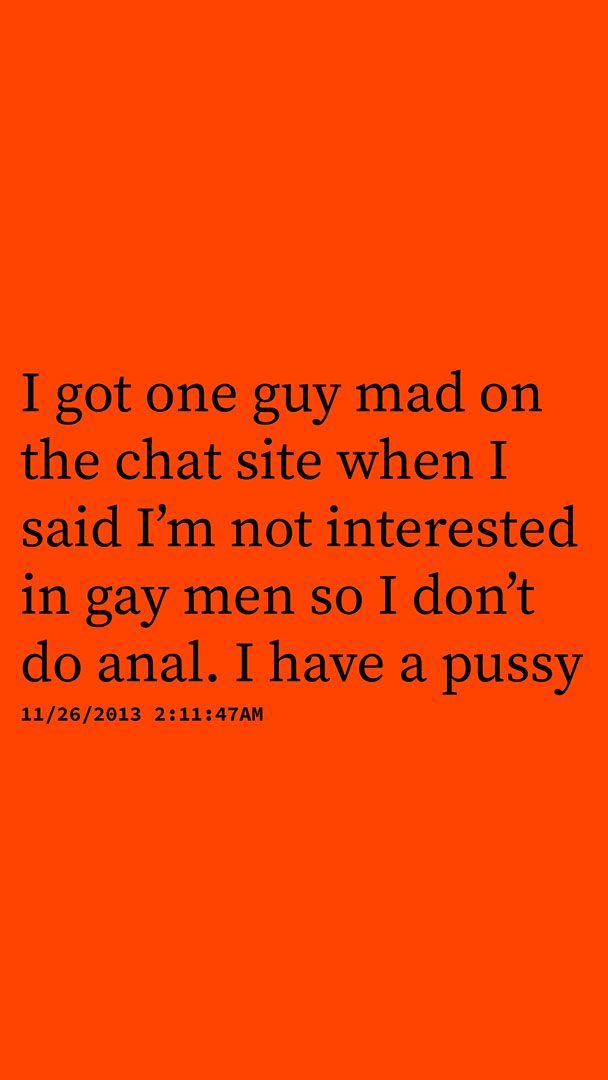 I got one guy mad on
the chat site when I
said I’m not interested
in gay men so I don’t
do anal. I have a pussy
11/26/2013 2:11:47AM